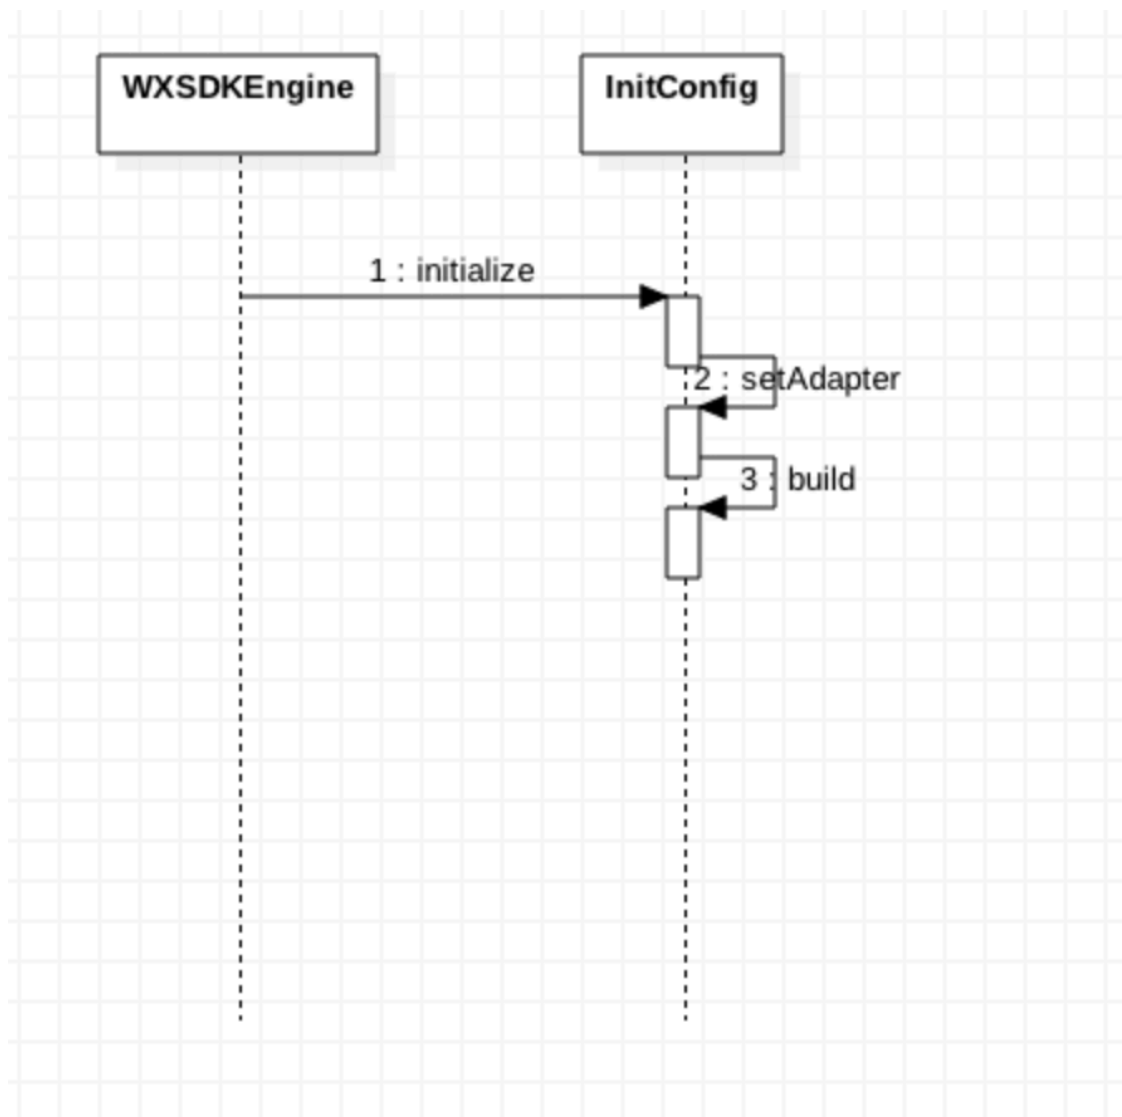 WXSDKEngine
InitConfig
1 : initialize
2 : setAdapter
3 : build